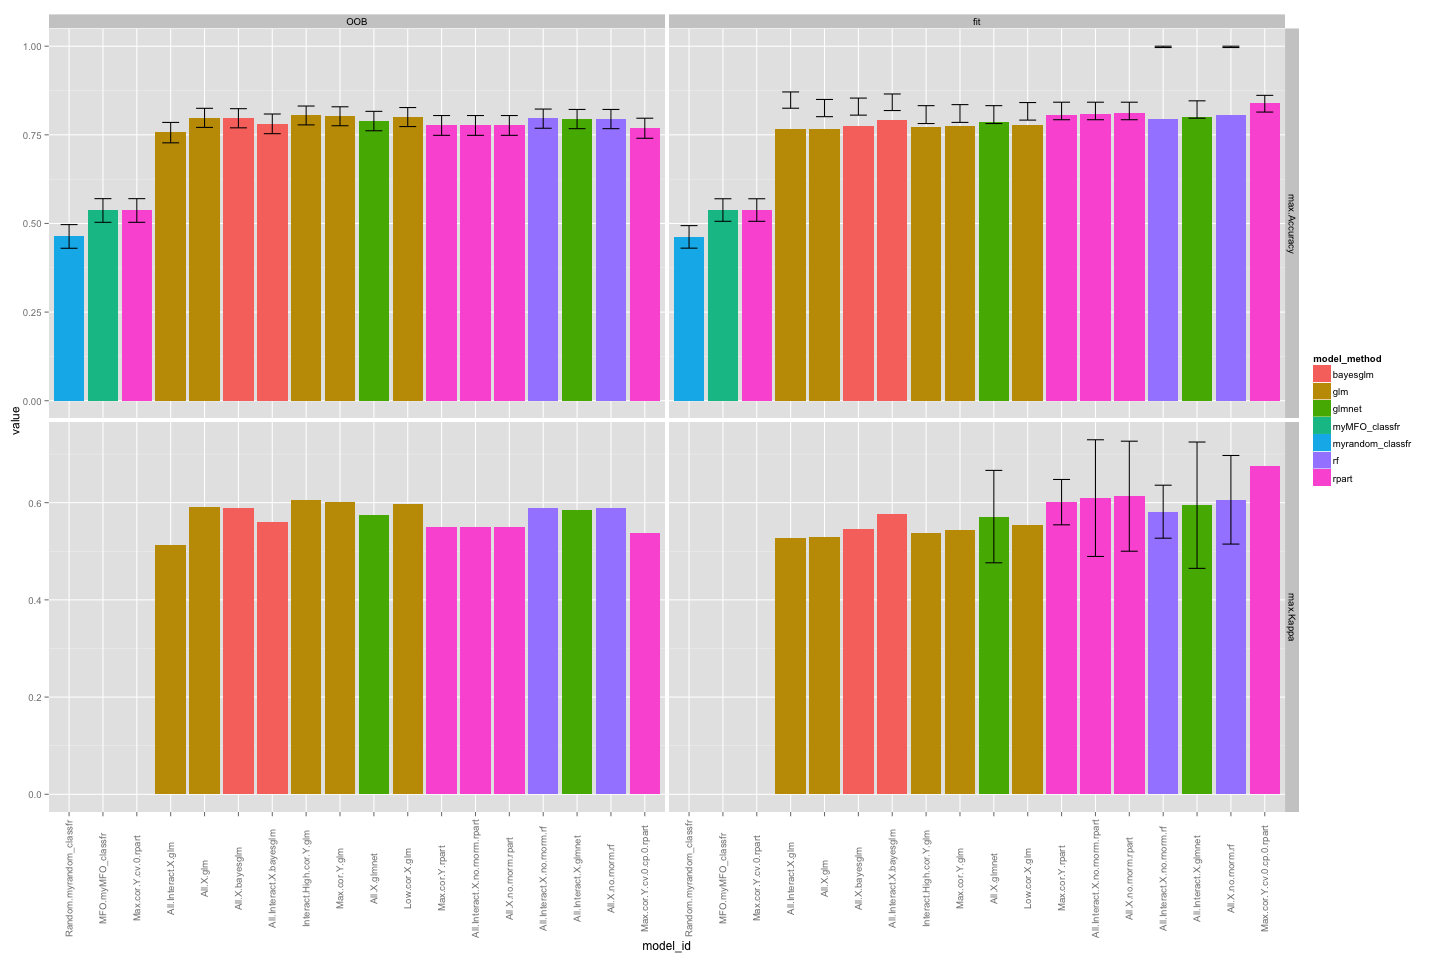 OOB
fit
1.00
0.75
0.50
0.25
0.00
max.Accuracy
0.6
0.4
0.2
0.0
max.Kappa
value
Random.myrandom_classfr
MFO.myMFO_classfr
Max.cor.Y.cv.0.rpart
All.Interact.X.glm
All.X.glm
All.X.bayesglm
All.Interact.X.bayesglm
Interact.High.cor.Y.glm
Max.cor.Y.glm
All.X.glmnet
Low.cor.X.glm
Max.cor.Y.rpart
All.Interact.X.no.rnorm.rpart
All.X.no.rnorm.rpart
All.Interact.X.no.rnorm.rf
All.Interact.X.glmnet
All.X.no.rnorm.rf
Max.cor.Y.cv.0.cp.0.rpart
Random.myrandom_classfr
MFO.myMFO_classfr
Max.cor.Y.cv.0.rpart
All.Interact.X.glm
All.X.glm
All.X.bayesglm
All.Interact.X.bayesglm
Interact.High.cor.Y.glm
Max.cor.Y.glm
All.X.glmnet
Low.cor.X.glm
Max.cor.Y.rpart
All.Interact.X.no.rnorm.rpart
All.X.no.rnorm.rpart
All.Interact.X.no.rnorm.rf
All.Interact.X.glmnet
All.X.no.rnorm.rf
Max.cor.Y.cv.0.cp.0.rpart
model_id
model_method
bayesglm
glm
glmnet
myMFO_classfr
myrandom_classfr
rf
rpart